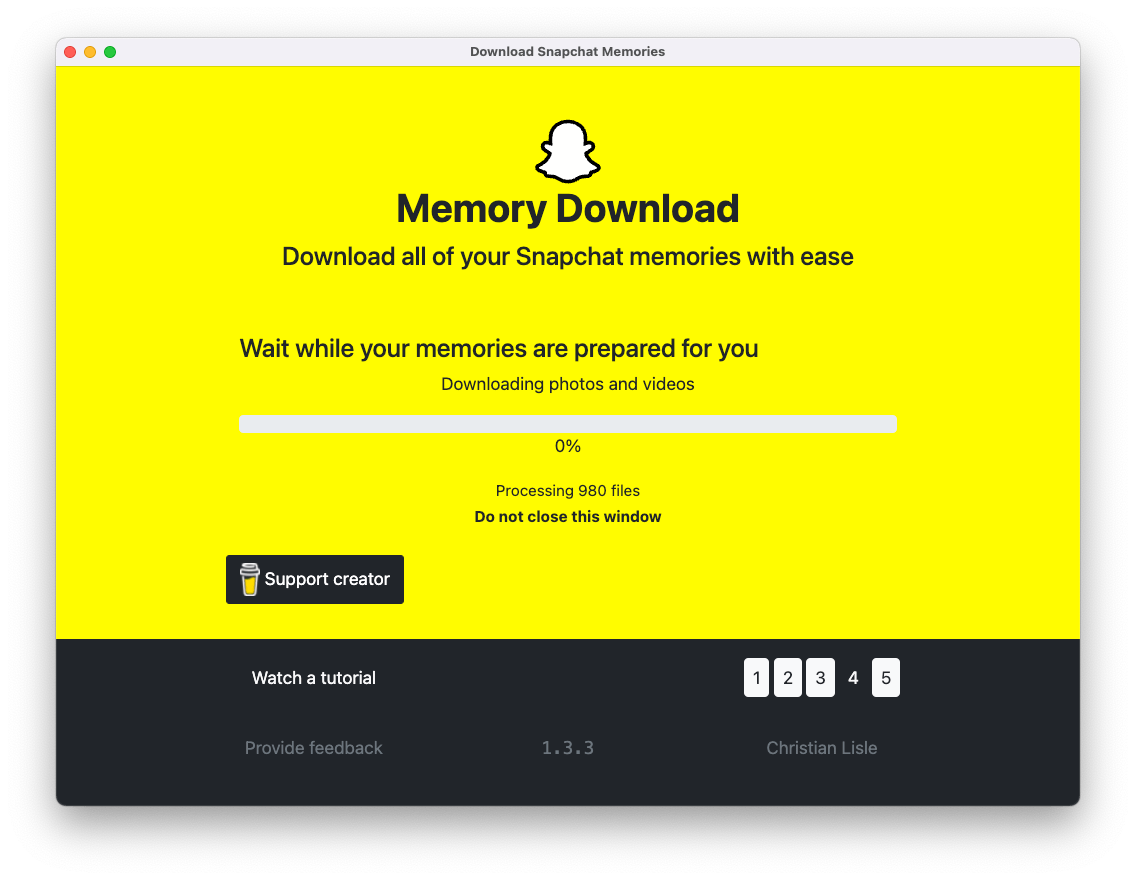 Download Snapchat Memories
Memory Download
Download all of your Snapchat memories with ease
Wait while your memories are prepared for you
Downloading photos and videos
0%
Processing 980 files
Do not close this window
Support creator
Watch a tutorial
1 2 3 4 5
Provide feedback
1.3.3
Christian Lisle